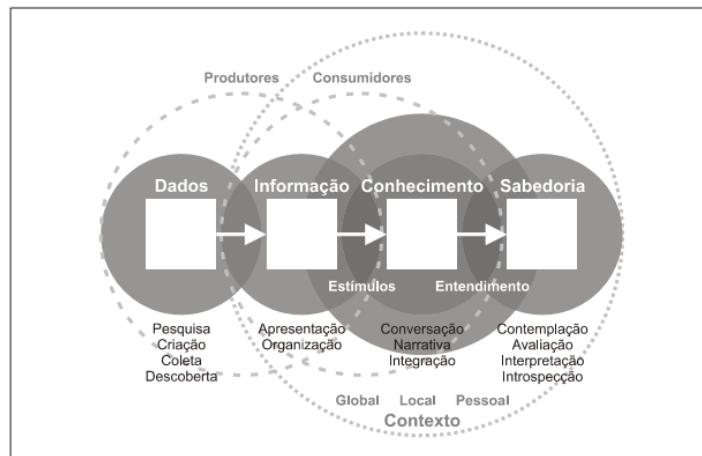 Produtores Consumidores
Dados Informação Conhecimento Sabedoria
Estímulos Entendimento
Pesquisa
Criação
Coleta
Descoberta
Apresentação
Organização
Conversação
Narrativa
Integração
Contemplação
Avaliação
Interpretação
Introspecção
Global Local Pessoal
Contexto